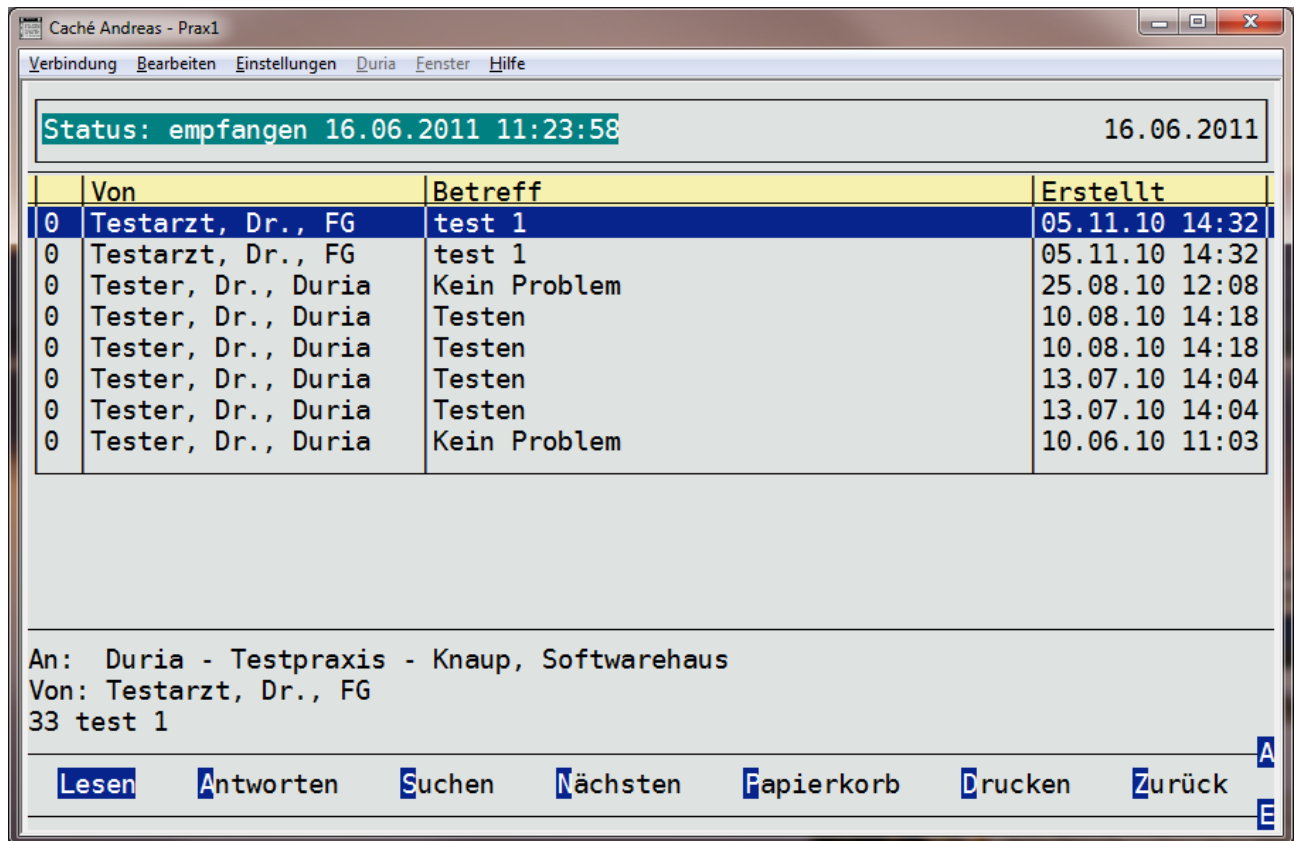 Caché Andreas - Prax1
Verbindung Bearbeiten Einstellungen Duria Fenster Hilfe
Status: empfangen 16.06.2011 11:23:58 16.06.2011
Von Betreff Erstellt
0 Testarzt, Dr., FG test 1 05.11.10 14:32
0 Testarzt, Dr., FG test 1 05.11.10 14:32
0 Tester, Dr., Duria Kein Problem 25.08.10 12:08
0 Tester, Dr., Duria Testen 10.08.10 14:18
0 Tester, Dr., Duria Testen 10.08.10 14:18
0 Tester, Dr., Duria Testen 13.07.10 14:04
0 Tester, Dr., Duria Testen 13.07.10 14:04
0 Tester, Dr., Duria Kein Problem 10.06.10 11:03
An: Duria - Testpraxis - Knaup, Softwarehaus
Von: Testarzt, Dr., FG
33 test 1
A
Lesen Antworten Suchen Nächsten Papierkorb Drucken Zurück
E